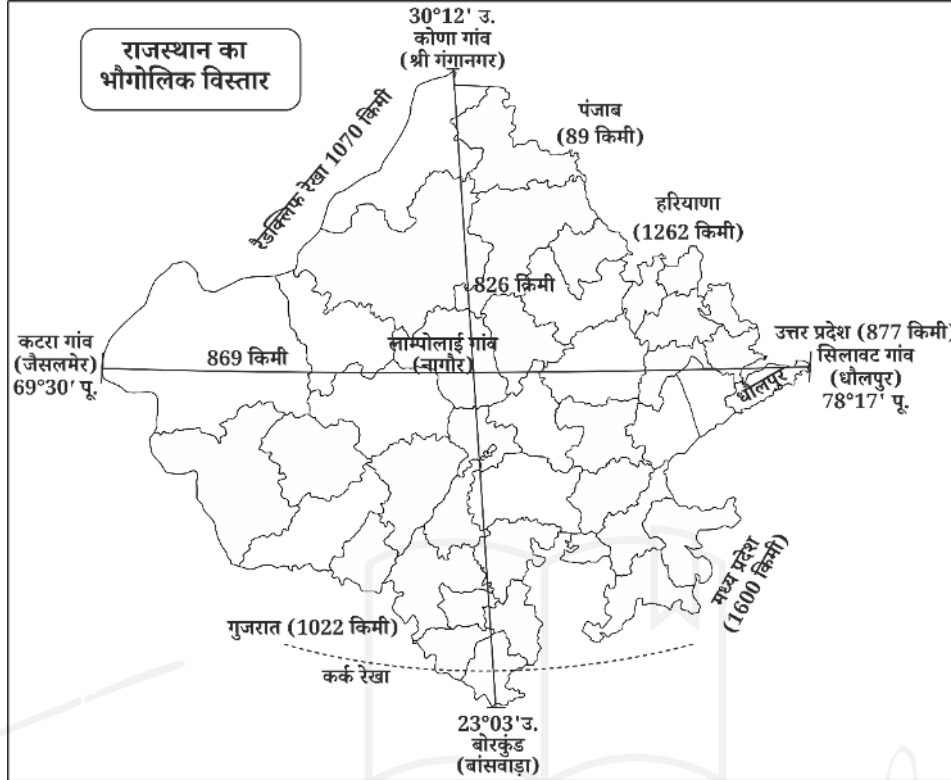 राजस्थान का
भौगोलिक विस्तार
30°12' उ.
कोणा गांव
(श्री गंगानगर)
रैडक्लिफ रेखा 1070 किमी
पंजाब
(89 किमी)
हरियाणा
(1262 किमी)
826 किमी
कटरा गांव
(जैसलमेर)
69°30' पू.
869 किमी
लाम्पोलाई गांव
(नागौर)
उत्तर प्रदेश (877 किमी)
सिलावट गांव
(धौलपुर)
78°17' पू.
धौलपुर
मध्य प्रदेश
(1600 किमी)
गुजरात (1022 किमी)
कर्क रेखा
23°03'उ.
बोरकुंड
(बांसवाड़ा)